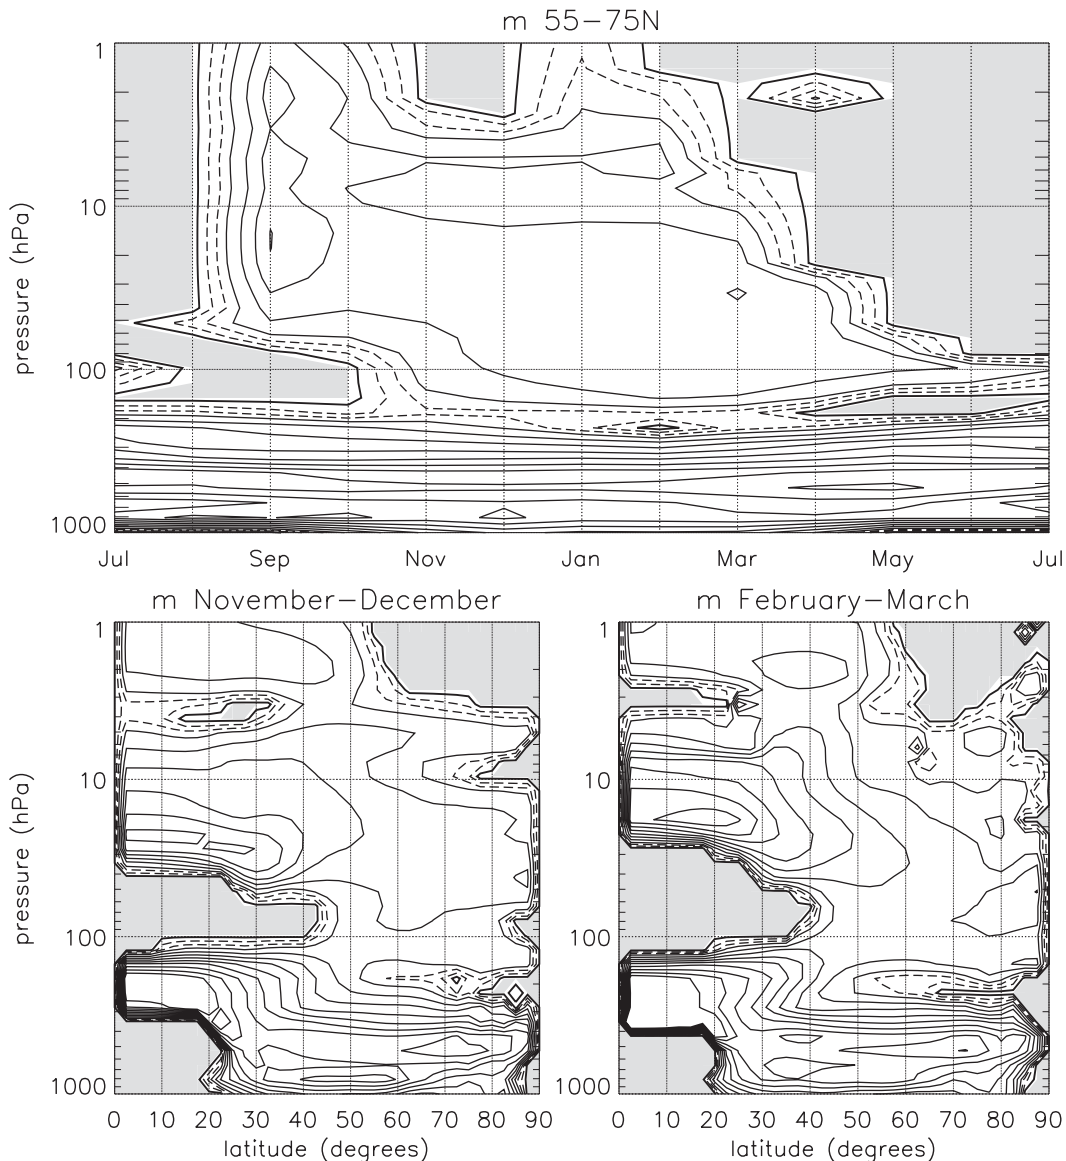 m 55−75N
1
10
100
1000
pressure (hPa)
Jul Sep Nov Jan Mar May Jul
m November−December
m February−March
1
10
100
1000
pressure (hPa)
0 10 20 30 40 50 60 70 80 90
latitude (degrees)
1
10
100
1000
0 10 20 30 40 50 60 70 80 90
latitude (degrees)